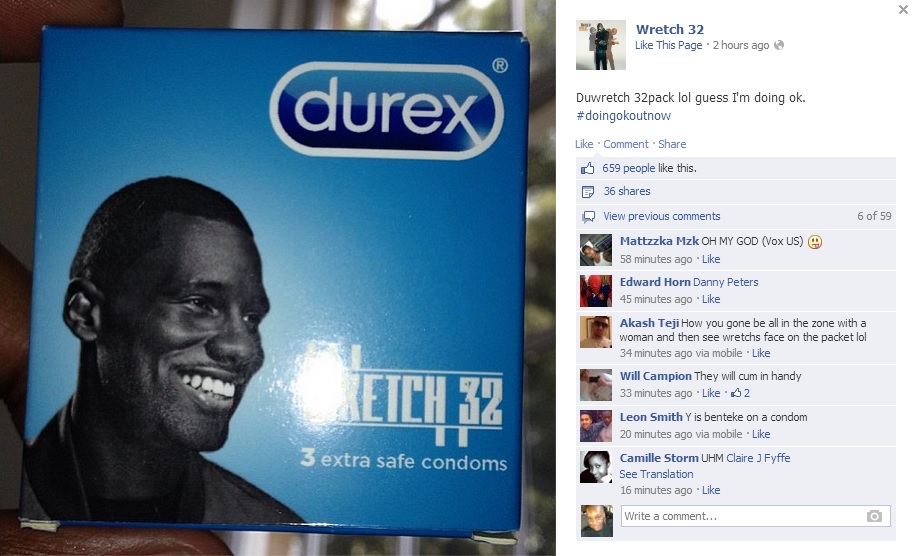 durex®
WRETCH 32
3 extra safe condoms
Wretch 32
Like This Page · 2 hours ago
Duwretch 32pack lol guess I'm doing ok.
#doingokoutnow
Like · Comment · Share
659 people like this.
36 shares
View previous comments 6 of 59
Mattzzka Mzk OH MY GOD (Vox US)
58 minutes ago · Like
Edward Horn Danny Peters
45 minutes ago · Like
Akash Teji How you gone be all in the zone with a
woman and then see wretchs face on the packet lol
34 minutes ago via mobile · Like
Will Campion They will cum in handy
33 minutes ago · Like · 2
Leon Smith Y is benteke on a condom
20 minutes ago via mobile · Like
Camille Storm UHM Claire J Fyffe
See Translation
16 minutes ago · Like
Write a comment...